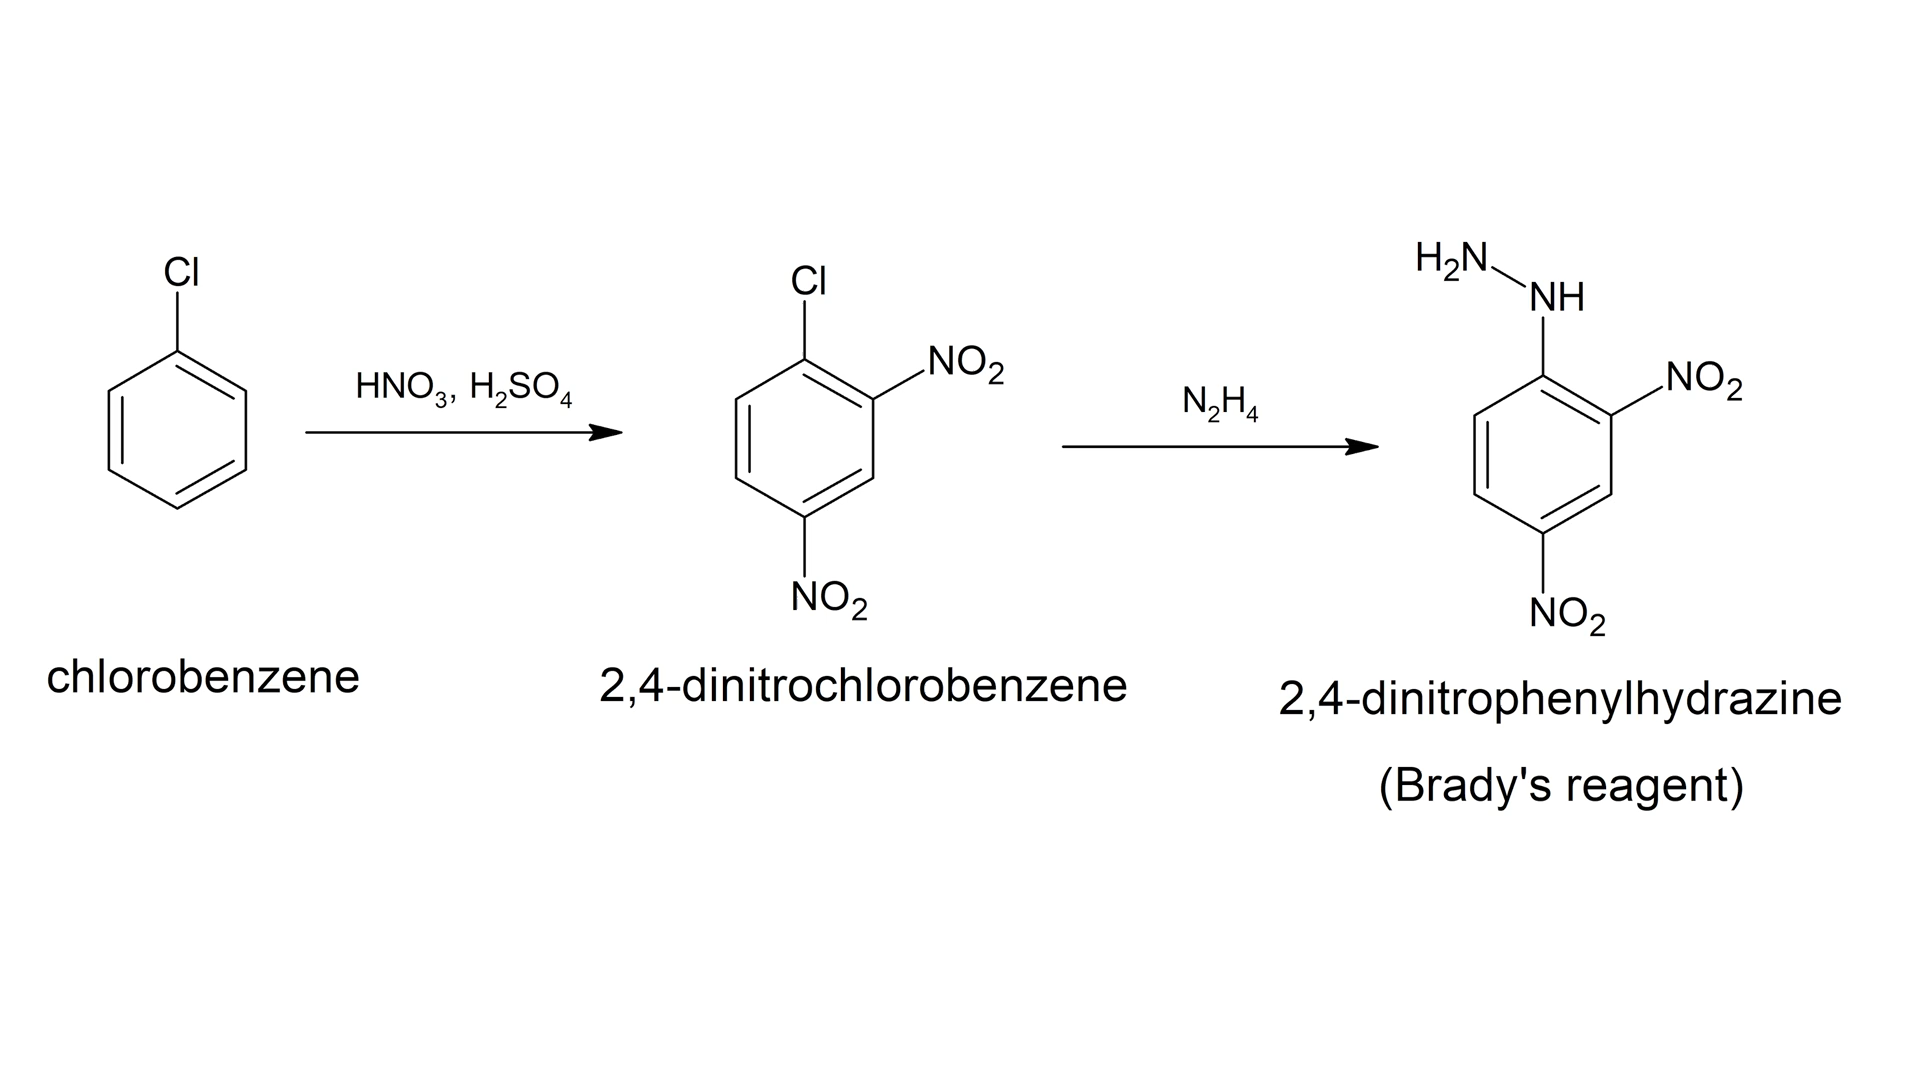 Cl
HNO₃, H₂SO₄
chlorobenzene
Cl
NO₂
NO₂
2,4-dinitrochlorobenzene
N₂H₄
H₂N
NH
NO₂
NO₂
2,4-dinitrophenylhydrazine
(Brady's reagent)